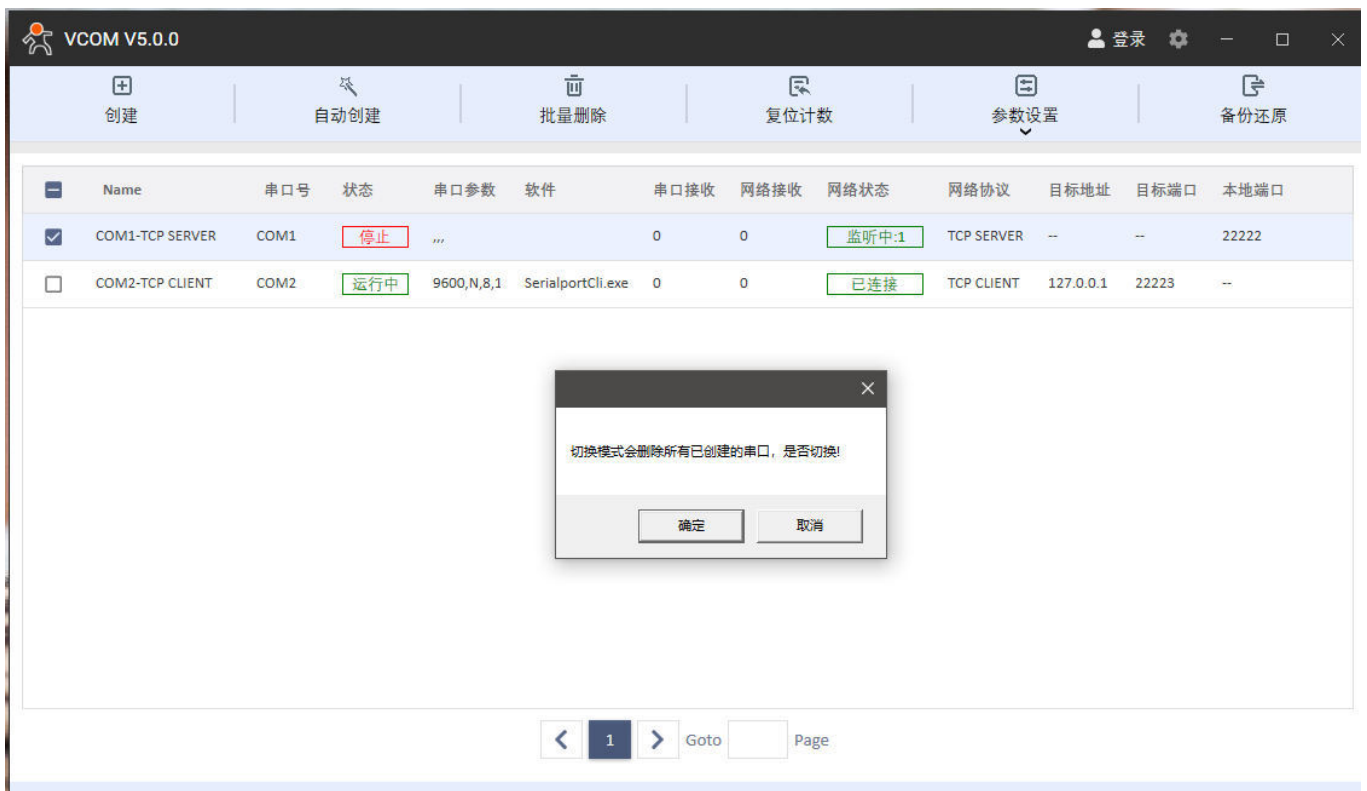 VCOM V5.0.0 登录
创建 自动创建 批量删除 复位计数 参数设置 备份还原
Name 串口号 状态 串口参数 软件 串口接收 网络接收 网络状态 网络协议 目标地址 目标端口 本地端口
COM1-TCP SERVER COM1 停止 ,,, 0 0 监听中:1 TCP SERVER -- -- 22222
COM2-TCP CLIENT COM2 运行中 9600,N,8,1 SerialportCli.exe 0 0 已连接 TCP CLIENT 127.0.0.1 22223 --
切换模式会删除所有已创建的串口，是否切换!
确定 取消
1 Goto Page